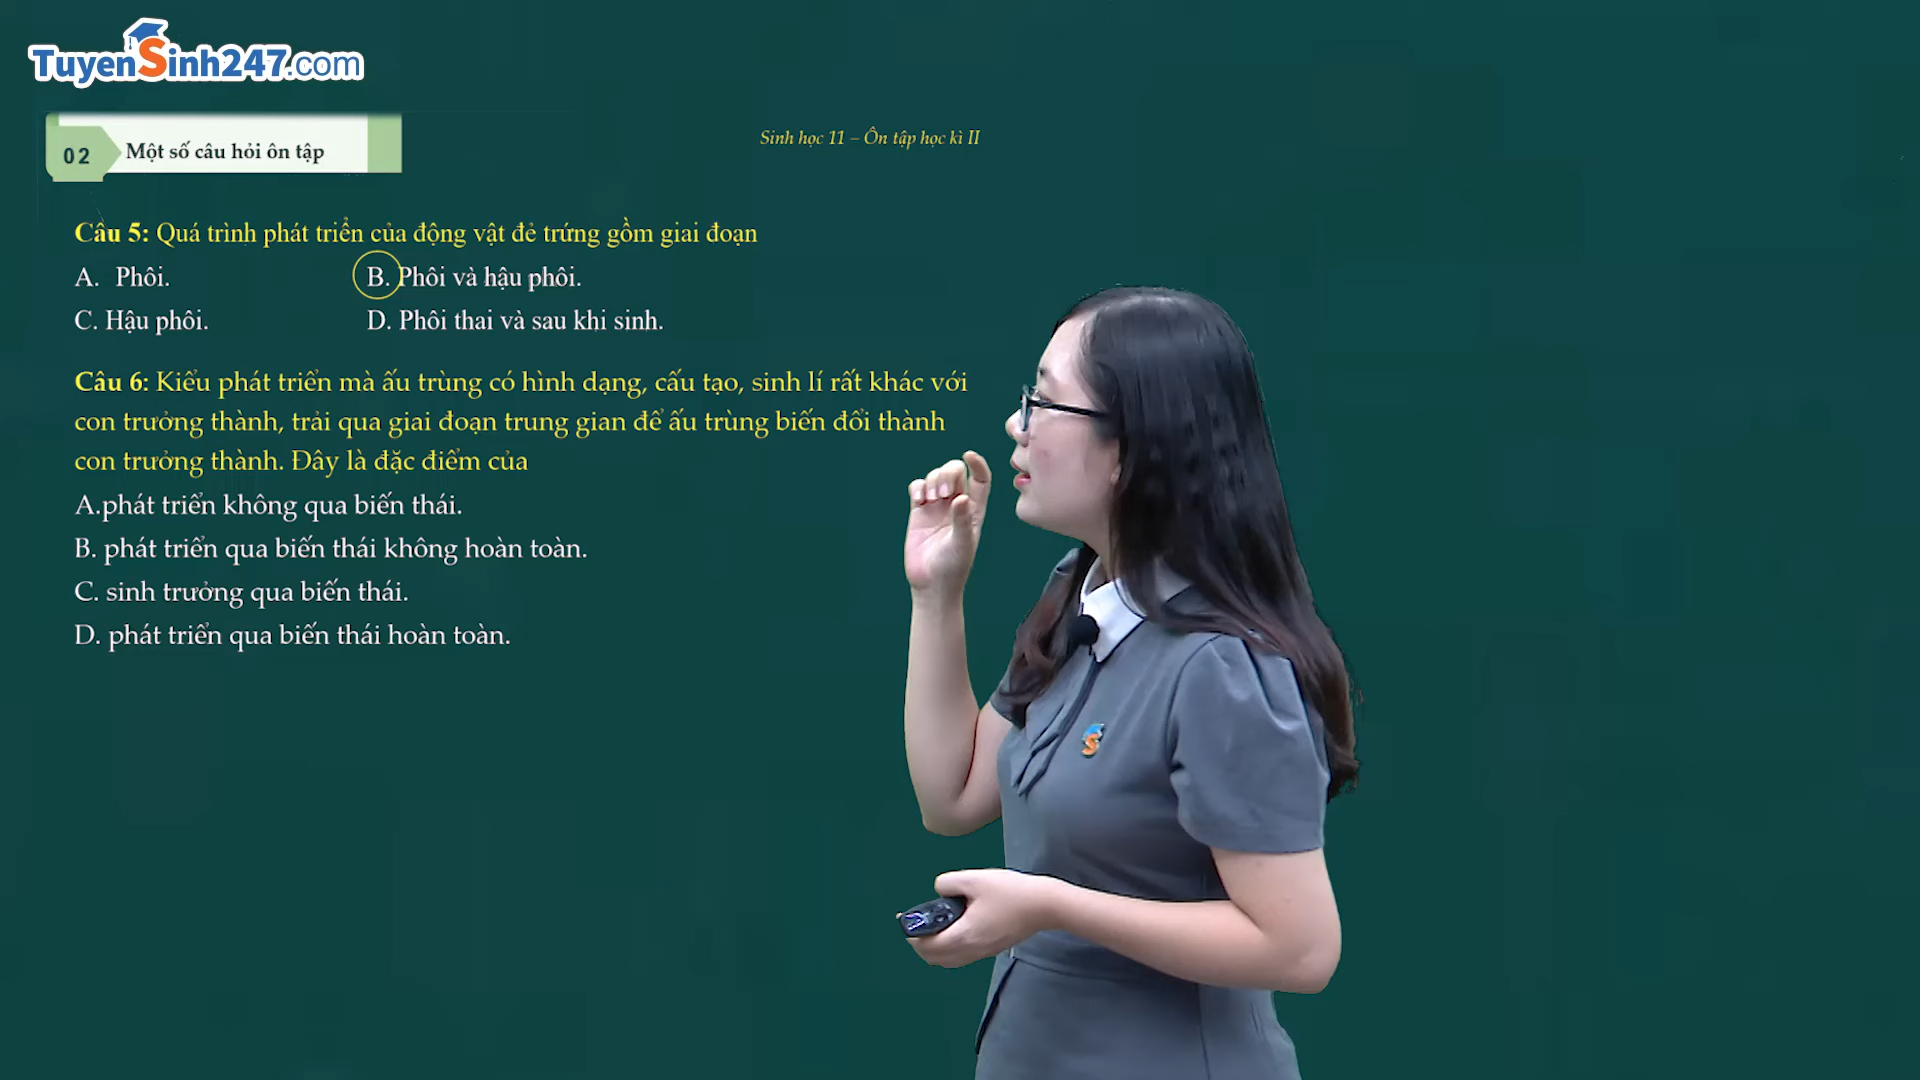 TuyenSinh247.com
02 Một số câu hỏi ôn tập
Sinh học 11 – Ôn tập học kì II
Câu 5: Quá trình phát triển của động vật đẻ trứng gồm giai đoạn
A. Phôi. B. Phôi và hậu phôi.
C. Hậu phôi. D. Phôi thai và sau khi sinh.
Câu 6: Kiểu phát triển mà ấu trùng có hình dạng, cấu tạo, sinh lí rất khác với
con trưởng thành, trải qua giai đoạn trung gian để ấu trùng biến đổi thành
con trưởng thành. Đây là đặc điểm của
A.phát triển không qua biến thái.
B. phát triển qua biến thái không hoàn toàn.
C. sinh trưởng qua biến thái.
D. phát triển qua biến thái hoàn toàn.